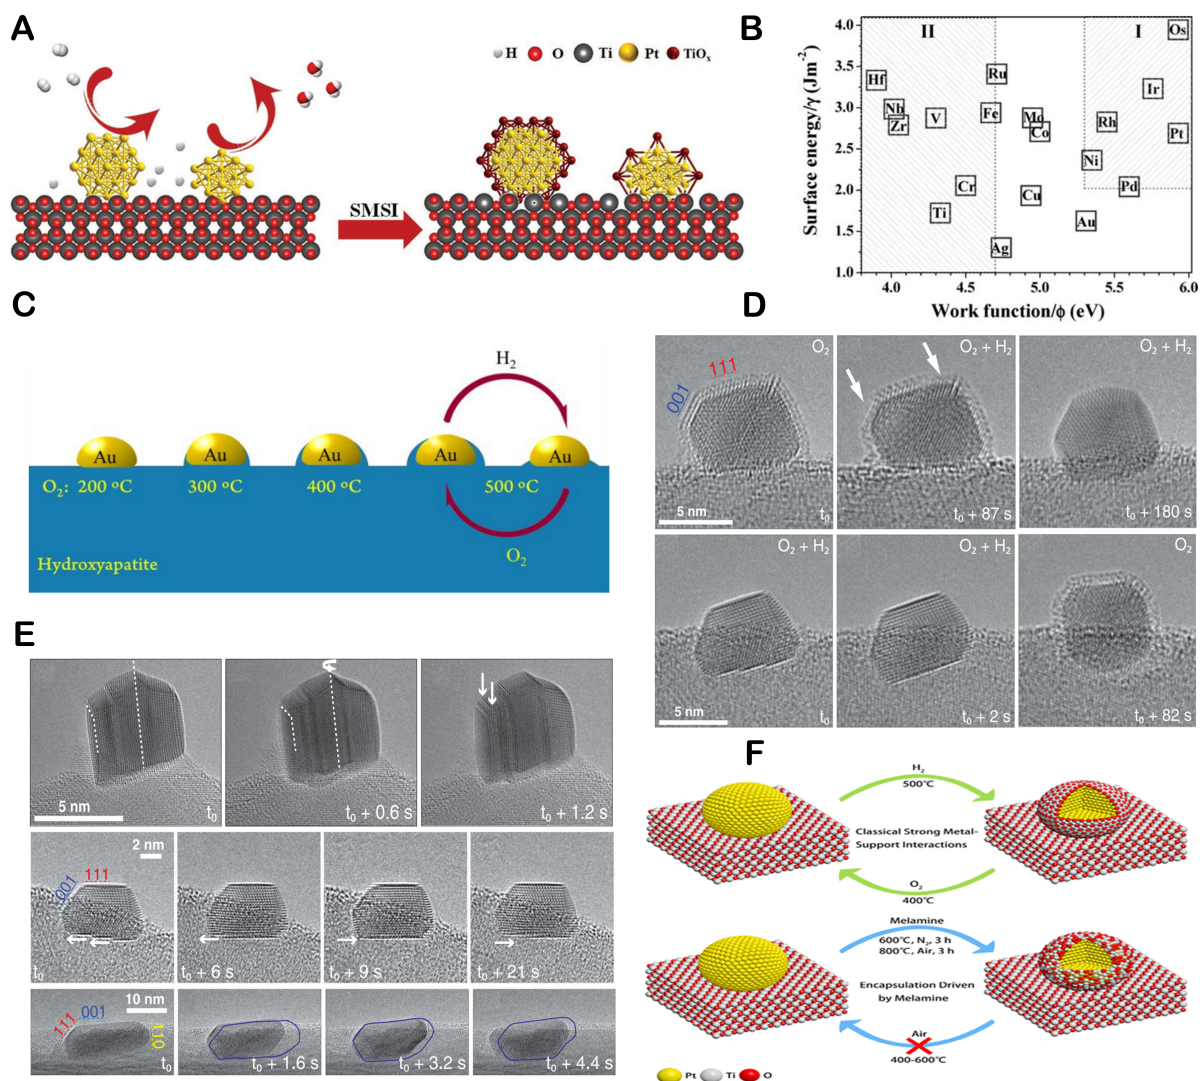 A
H O Ti Pt TiOₓ
SMSI
B
Surface energy/γ (Jm⁻²)
4.0
3.5
3.0
2.5
2.0
1.5
1.0
II
I
Os
Hf
Ru
Ir
Nb
Zr
V
Fe
Mo
Co
Rh
Pt
Ni
Cr
Cu
Pd
Ti
Au
Ag
4.0 4.5 5.0 5.5 6.0
Work function/ϕ (eV)
C
H₂
Au Au Au Au Au
O₂: 200 ºC 300 ºC 400 ºC 500 ºC
O₂
Hydroxyapatite
D
O₂
001
111
5 nm
t₀
O₂ + H₂
t₀ + 87 s
O₂ + H₂
t₀ + 180 s
O₂ + H₂
5 nm
t₀
O₂ + H₂
t₀ + 2 s
O₂
t₀ + 82 s
E
5 nm
t₀
t₀ + 0.6 s
t₀ + 1.2 s
2 nm
001
111
t₀
t₀ + 6 s
t₀ + 9 s
t₀ + 21 s
10 nm
111
001
110
t₀
t₀ + 1.6 s
t₀ + 3.2 s
t₀ + 4.4 s
F
H₂
500℃
Classical Strong Metal-
Support Interactions
O₂
400℃
Melamine
600℃, N₂, 3 h
800℃, Air, 3 h
Encapsulation Driven
by Melamine
Air
400-600℃
Pt Ti O